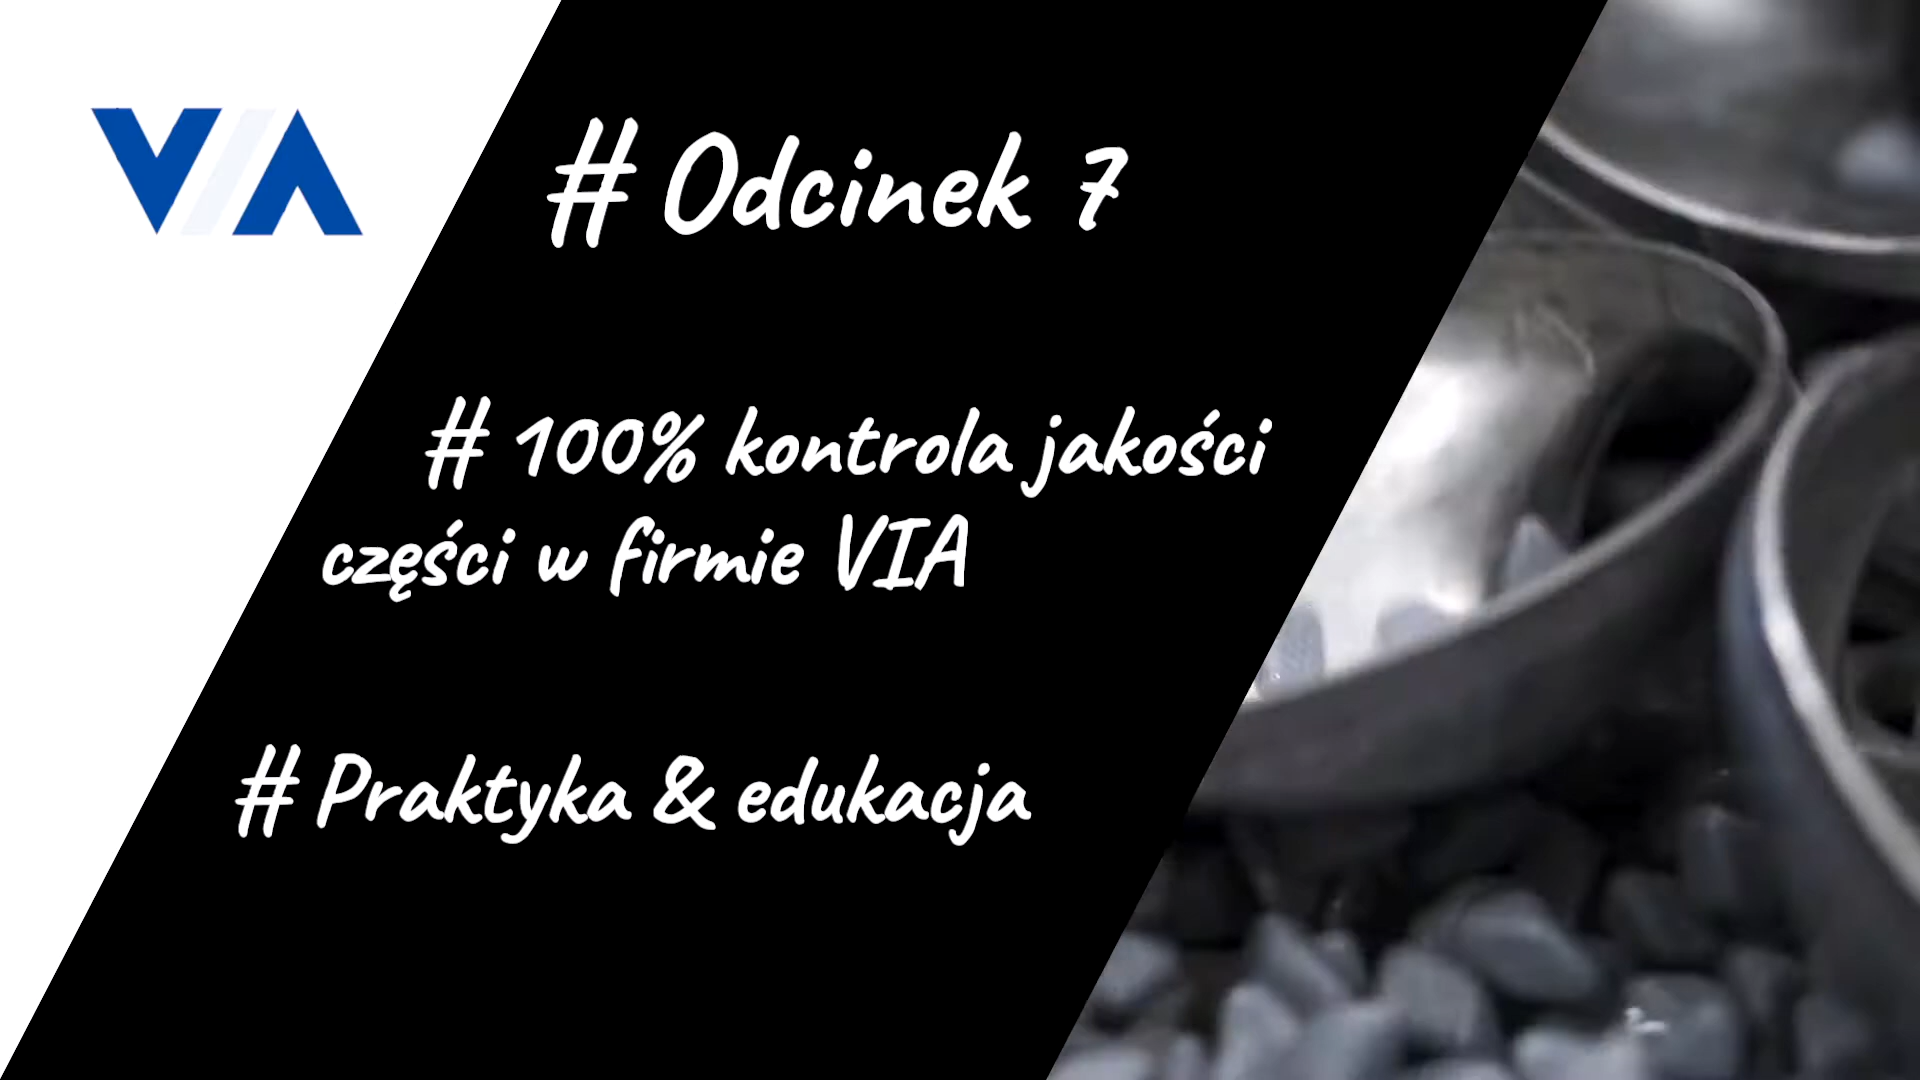 VIA
# Odcinek 7
# 100% kontrola jakości
części w firmie VIA
# Praktyka & edukacja